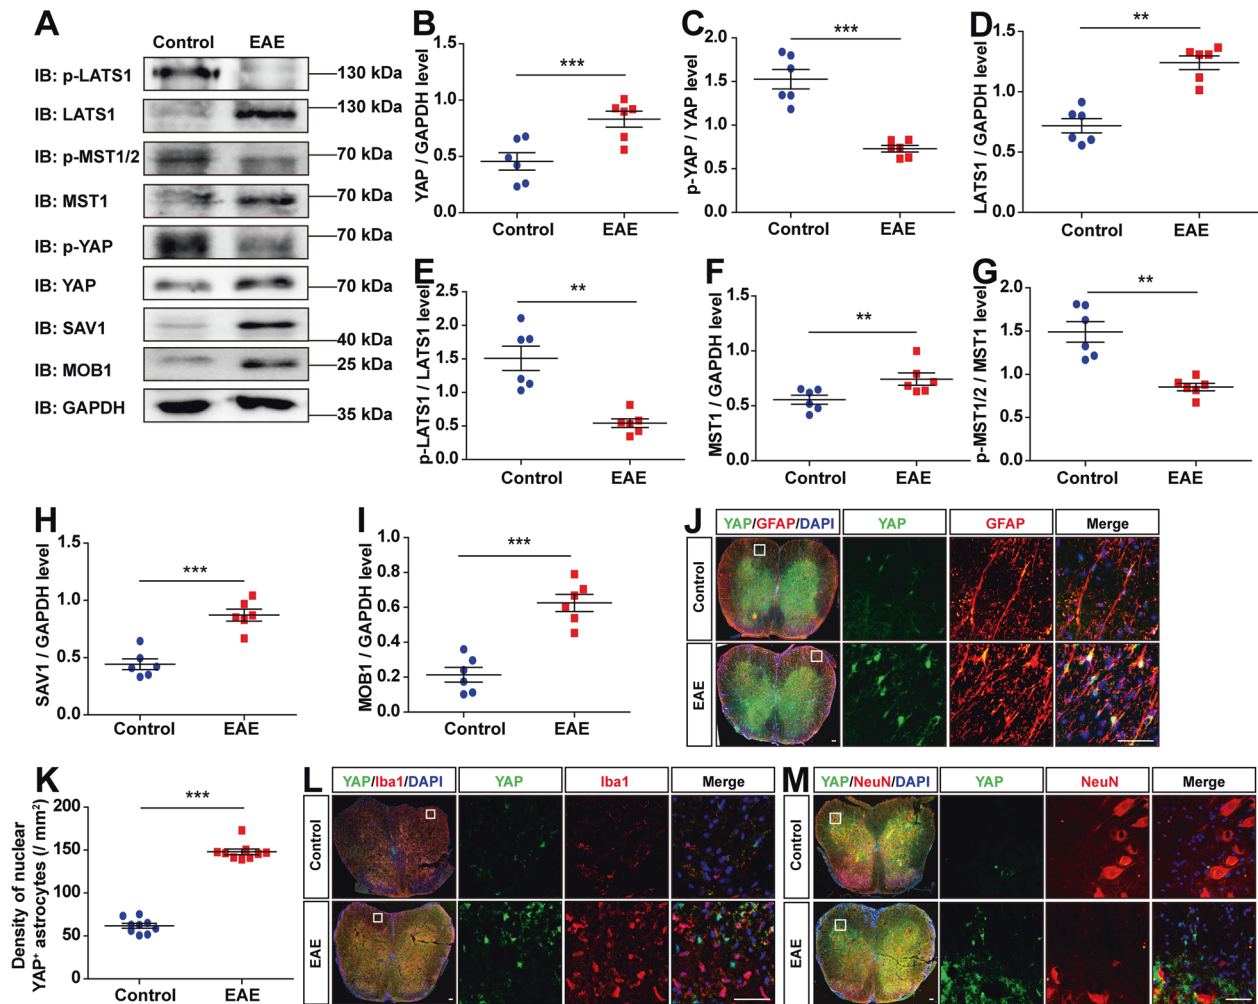 A
Control EAE
IB: p-LATS1 130 kDa
IB: LATS1 130 kDa
IB: p-MST1/2 70 kDa
IB: MST1 70 kDa
IB: p-YAP 70 kDa
IB: YAP 70 kDa
IB: SAV1 40 kDa
IB: MOB1 25 kDa
IB: GAPDH 35 kDa
B
YAP / GAPDH level
1.5
1.0
0.5
0.0
***
Control EAE
C
p-YAP / YAP level
2.0
1.5
1.0
0.5
0.0
***
Control EAE
D
LATS1 / GAPDH level
1.5
1.0
0.5
0.0
**
Control EAE
E
p-LATS1 / LATS1 level
2.5
2.0
1.5
1.0
0.5
0.0
**
Control EAE
F
MST1 / GAPDH level
1.5
1.0
0.5
0.0
**
Control EAE
G
p-MST1/2 / MST1 level
2.0
1.5
1.0
0.5
0.0
**
Control EAE
H
SAV1 / GAPDH level
1.5
1.0
0.5
0.0
***
Control EAE
I
MOB1 / GAPDH level
1.0
0.8
0.6
0.4
0.2
0.0
***
Control EAE
J
YAP/GFAP/DAPI YAP GFAP Merge
Control
EAE
K
Density of nuclear
YAP+ astrocytes (/ mm²)
200
150
100
50
0
***
Control EAE
L
YAP/Iba1/DAPI YAP Iba1 Merge
Control
EAE
M
YAP/NeuN/DAPI YAP NeuN Merge
Control
EAE